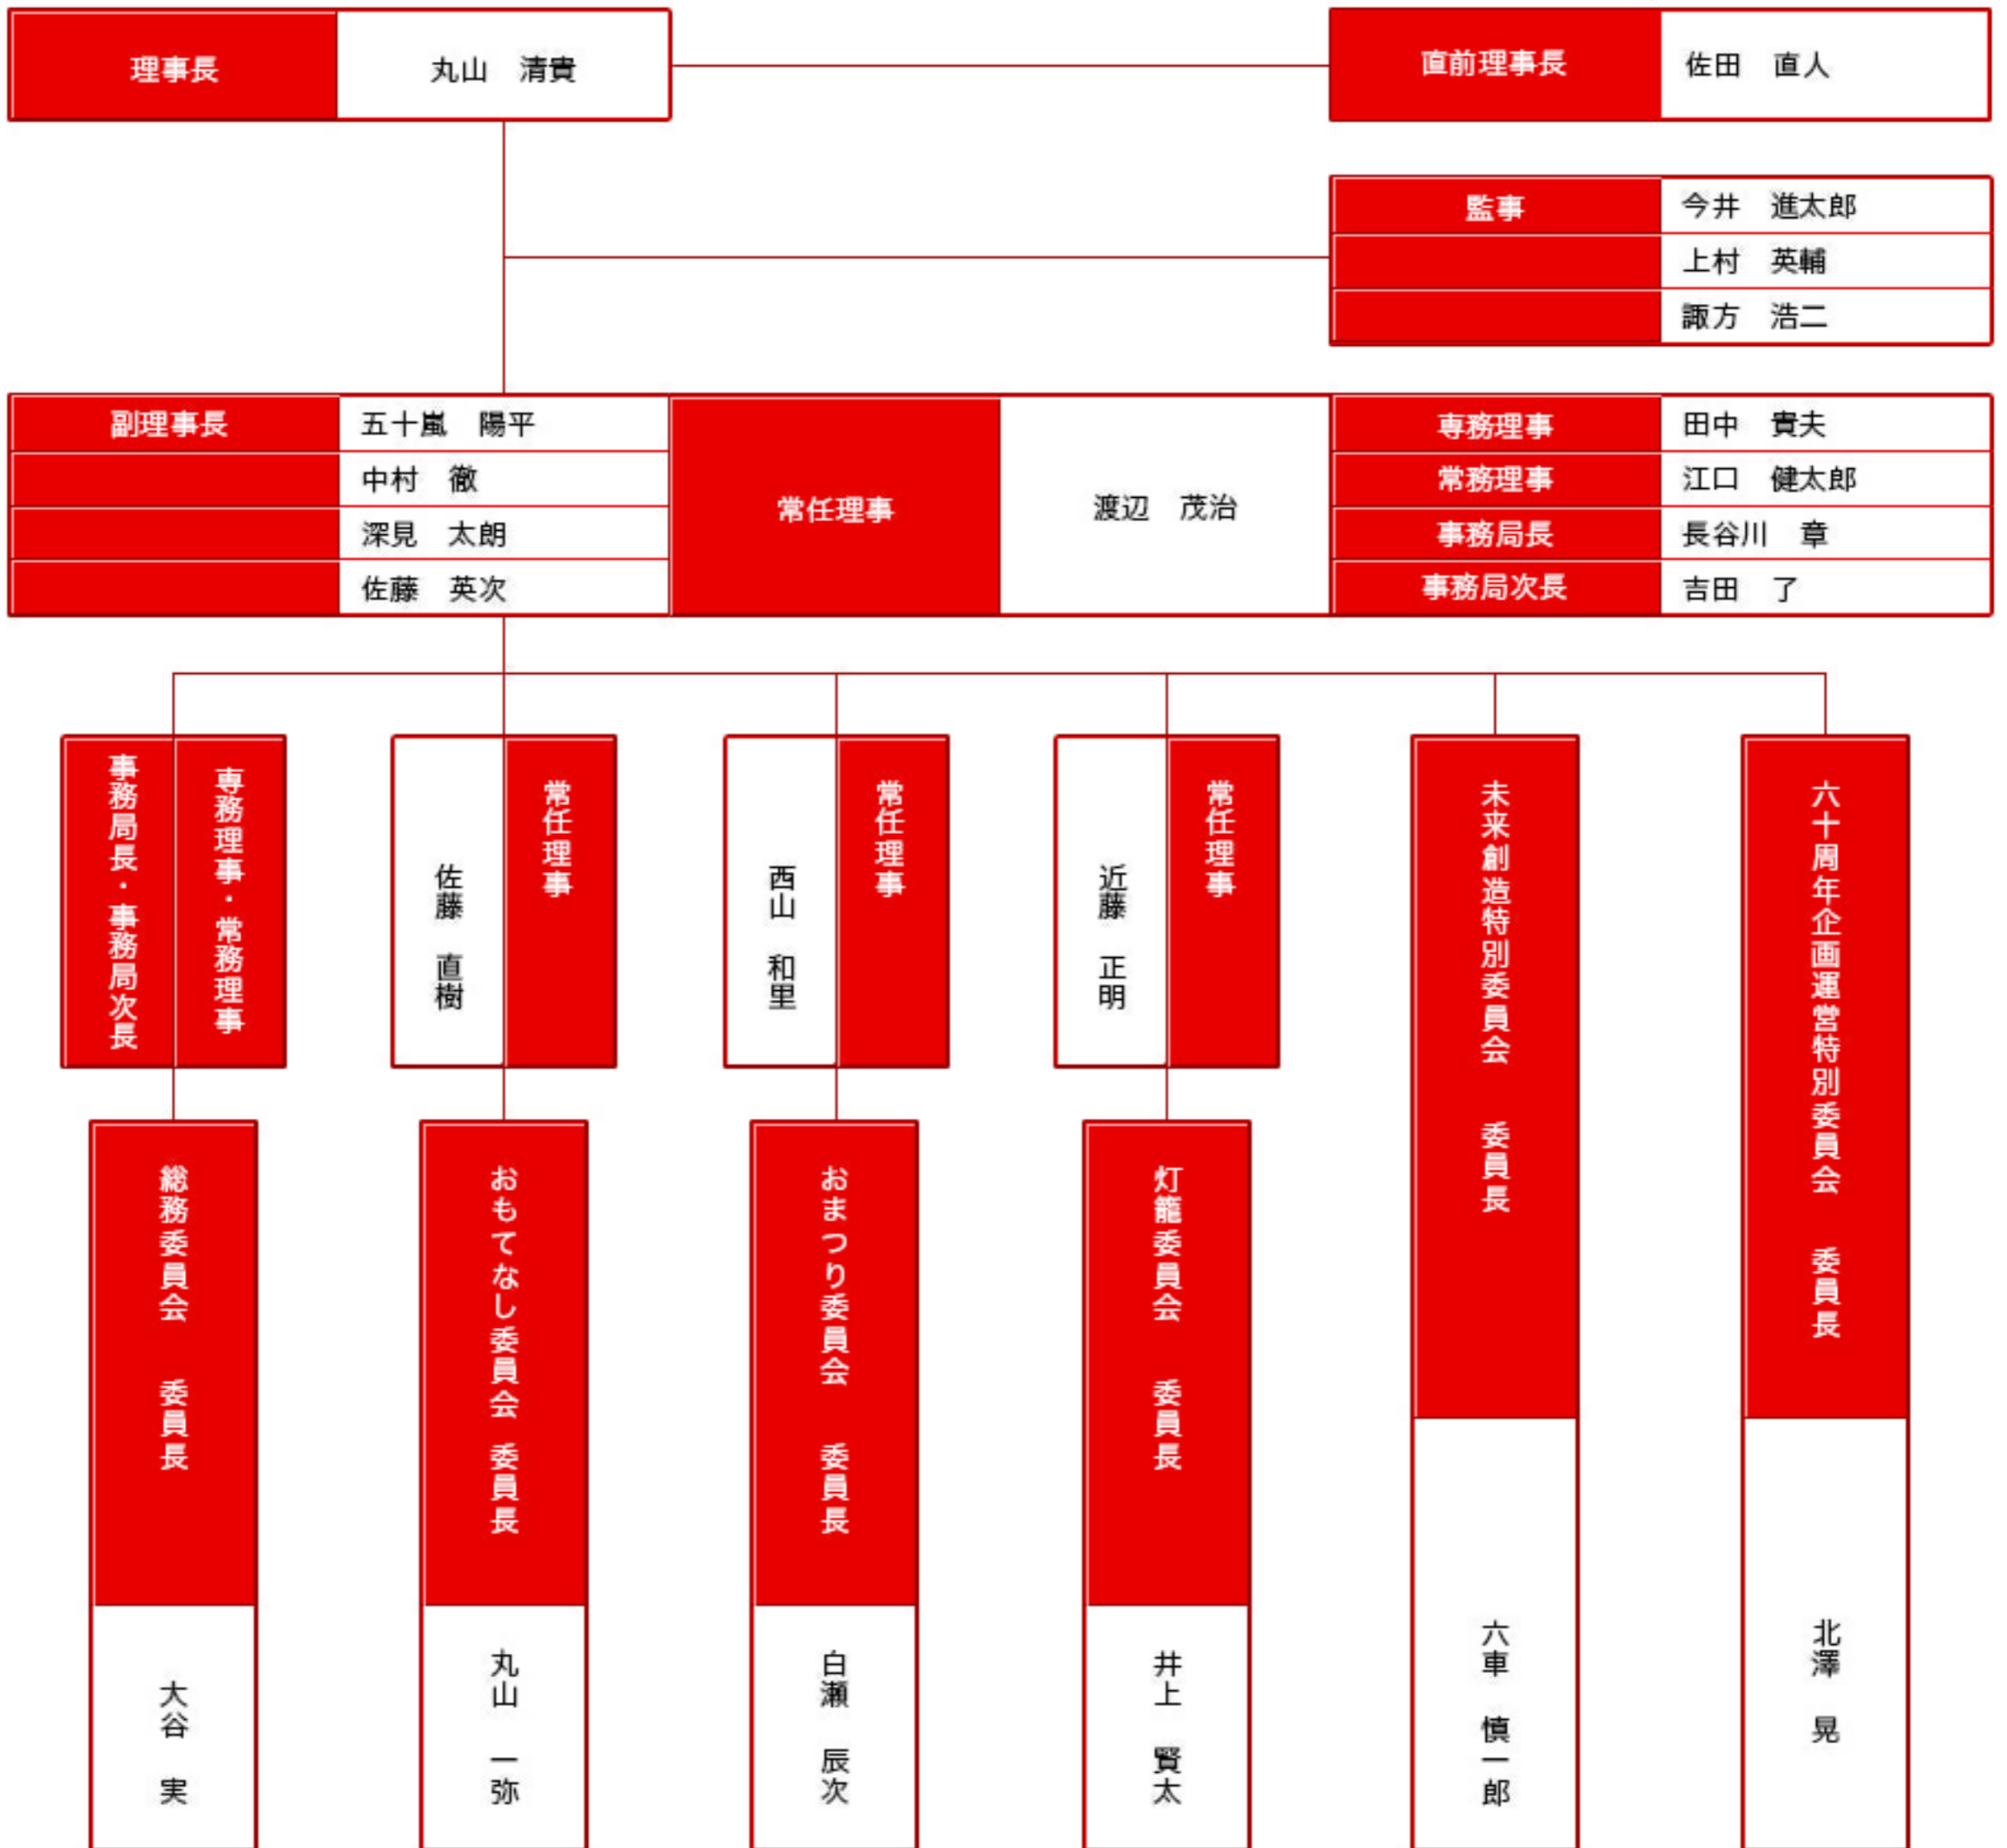 理事長　丸山　清貴
直前理事長　佐田　直人
監事　今井　進太郎
上村　英輔
諏方　浩二
副理事長　五十嵐　陽平
中村　徹
深見　太朗
佐藤　英次
常任理事　渡辺　茂治
専務理事　田中　貴夫
常務理事　江口　健太郎
事務局長　長谷川　章
事務局次長　吉田　了
専務理事・常務理事
事務局長・事務局次長
常任理事
佐藤　直樹
常任理事
西山　和里
常任理事
近藤　正明
未来創造特別委員会　委員長
六車　慎一郎
六十周年企画運営特別委員会　委員長
北澤　晃
総務委員会　委員長
大谷　実
おもてなし委員会　委員長
丸山　一弥
おまつり委員会　委員長
白瀬　辰次
灯籠委員会　委員長
井上　賢太